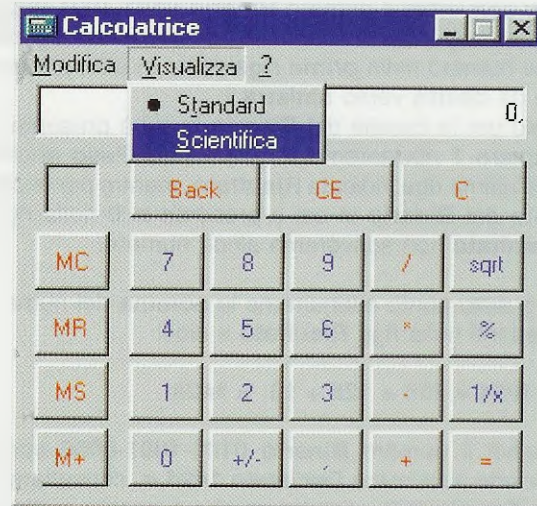 Calcolatrice
Modifica Visualizza ?
Standard
Scientifica
0,
Back CE C
MC 7 8 9 / sqrt
MR 4 5 6 * %
MS 1 2 3 - 1/x
M+ 0 +/- , + =